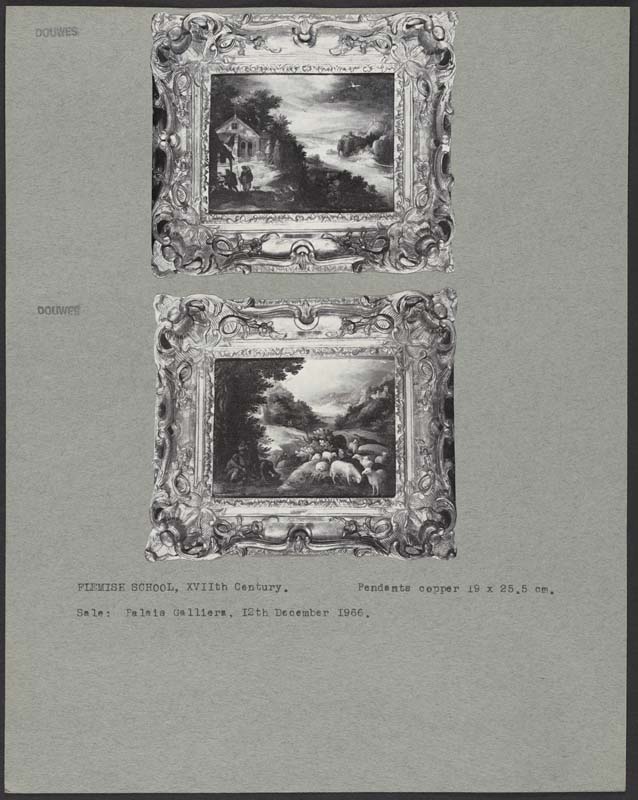 DOUWES
DOUWES
FLEMISH SCHOOL, XVIIth Century. Pendants copper 19 x 25.5 cm.
Sale: Palais Galliera, 12th December 1966.